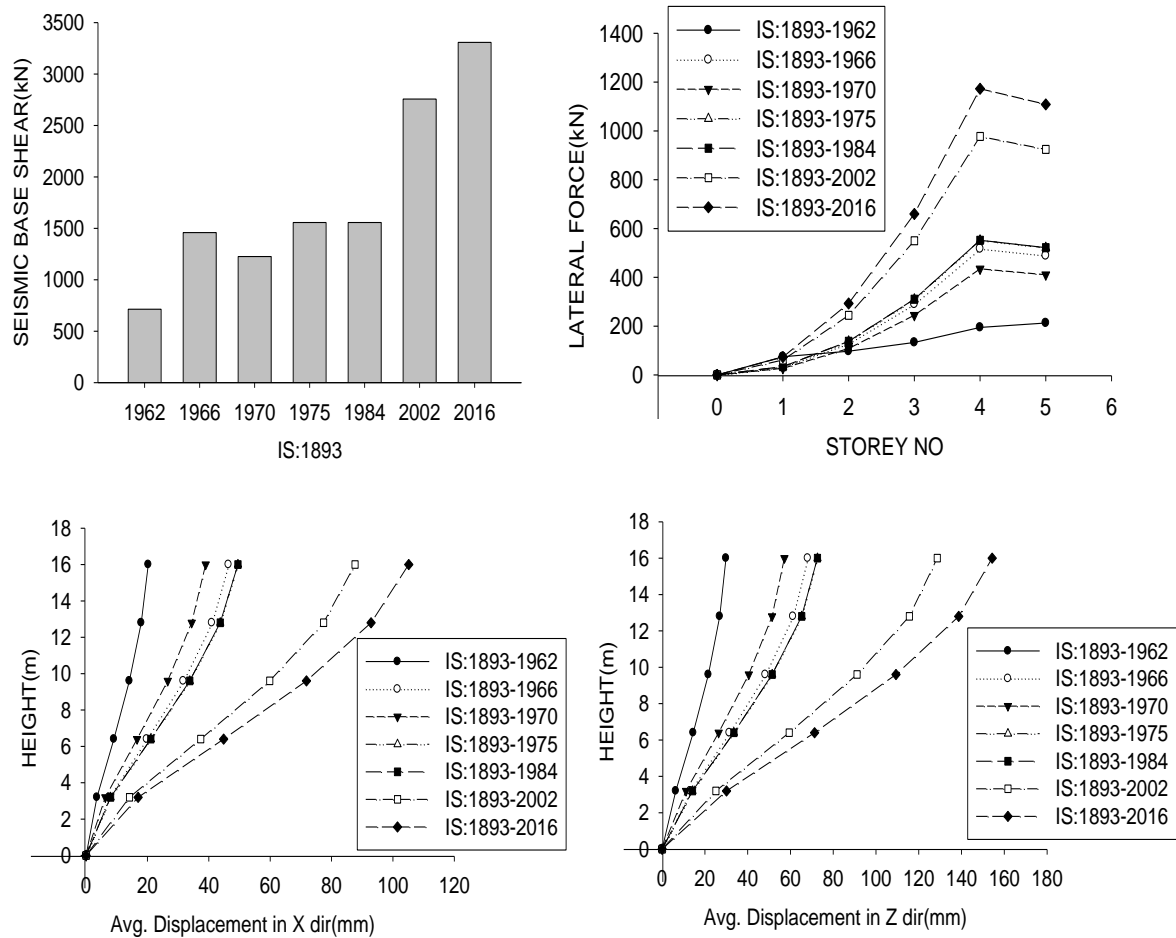 SEISMIC BASE SHEAR(kN)
3500
3000
2500
2000
1500
1000
500
0
1962 1966 1970 1975 1984 2002 2016
IS:1893
LATERAL FORCE(kN)
1400
1200
1000
800
600
400
200
0
0 1 2 3 4 5 6
STOREY NO
IS:1893-1962
IS:1893-1966
IS:1893-1970
IS:1893-1975
IS:1893-1984
IS:1893-2002
IS:1893-2016
HEIGHT(m)
18
16
14
12
10
8
6
4
2
0
0 20 40 60 80 100 120
Avg. Displacement in X dir(mm)
IS:1893-1962
IS:1893-1966
IS:1893-1970
IS:1893-1975
IS:1893-1984
IS:1893-2002
IS:1893-2016
HEIGHT(m)
18
16
14
12
10
8
6
4
2
0
0 20 40 60 80 100 120 140 160 180
Avg. Displacement in Z dir(mm)
IS:1893-1962
IS:1893-1966
IS:1893-1970
IS:1893-1975
IS:1893-1984
IS:1893-2002
IS:1893-2016